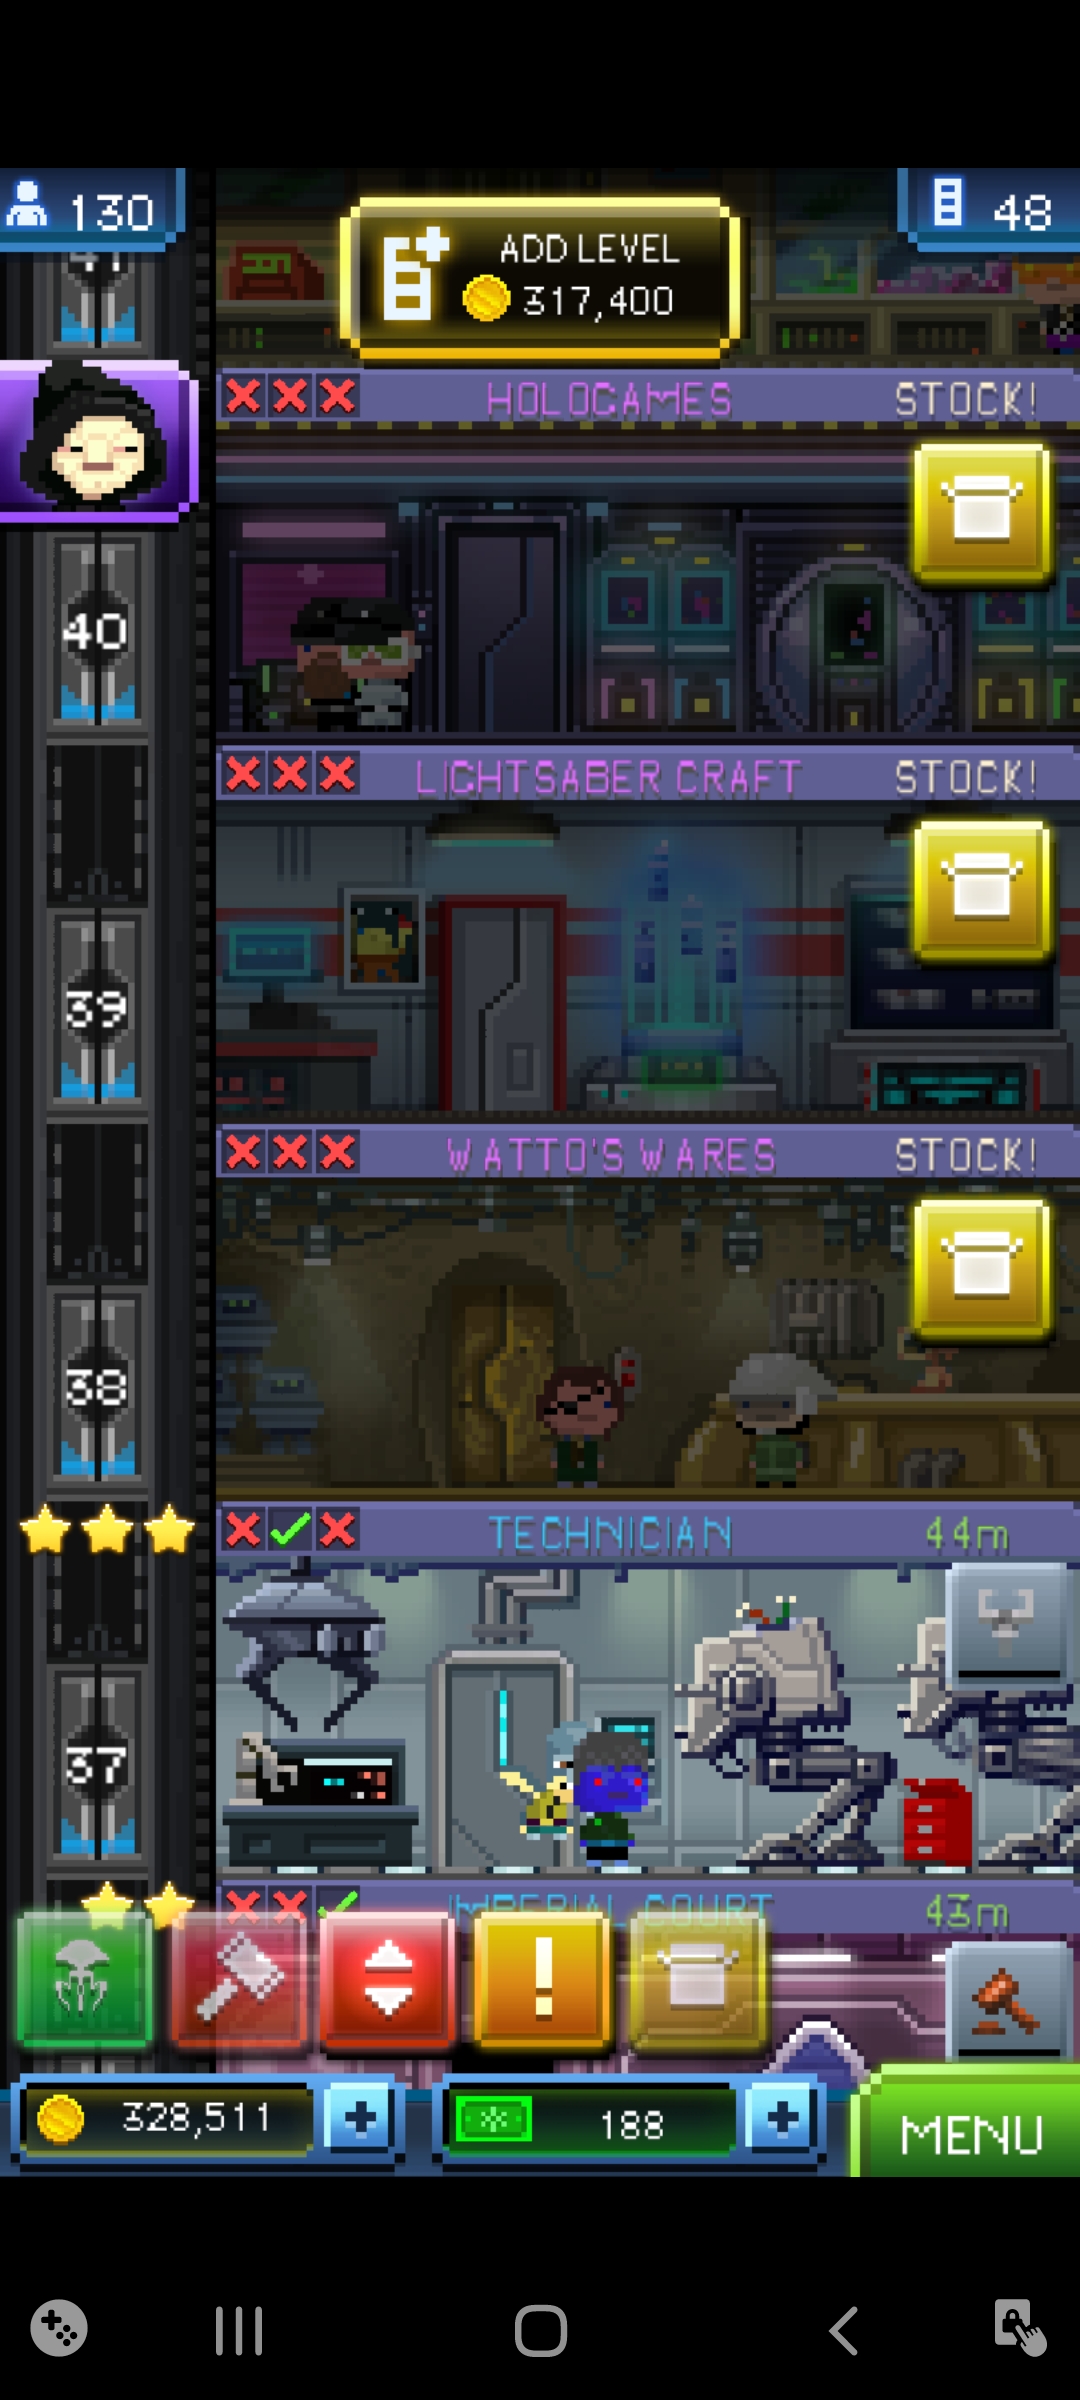 130
48
ADD LEVEL
317,400
HOLOGAMES STOCK!
40
LIGHTSABER CRAFT STOCK!
39
WATTO'S WARES STOCK!
38
TECHNICIAN 44m
37
IMPERIAL COURT 43m
!
328,511
+
188
+
MENU